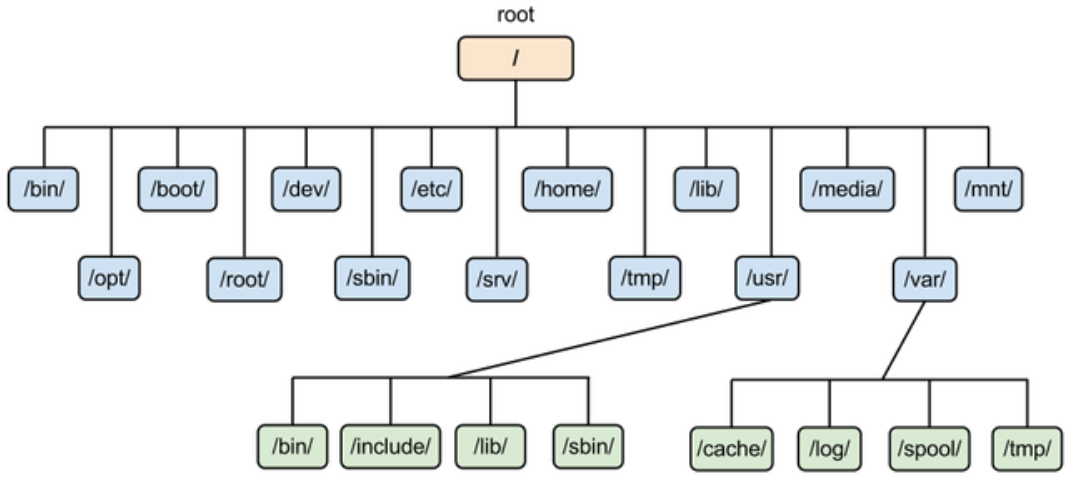 root
/
/bin/ /boot/ /dev/ /etc/ /home/ /lib/ /media/ /mnt/
/opt/ /root/ /sbin/ /srv/ /tmp/ /usr/ /var/
/bin/ /include/ /lib/ /sbin/ /cache/ /log/ /spool/ /tmp/